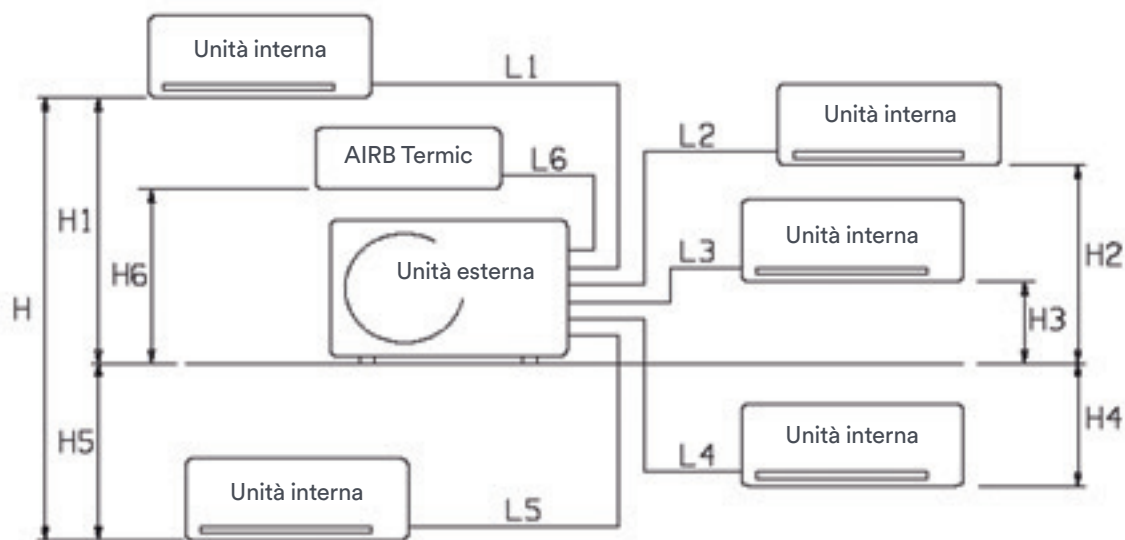 Unità interna
L1
Unità interna
AIRB Termic
L6
L2
H1
H6
Unità interna
L3
Unità esterna
H2
H
H3
H5
Unità interna
H4
L4
Unità interna
L5